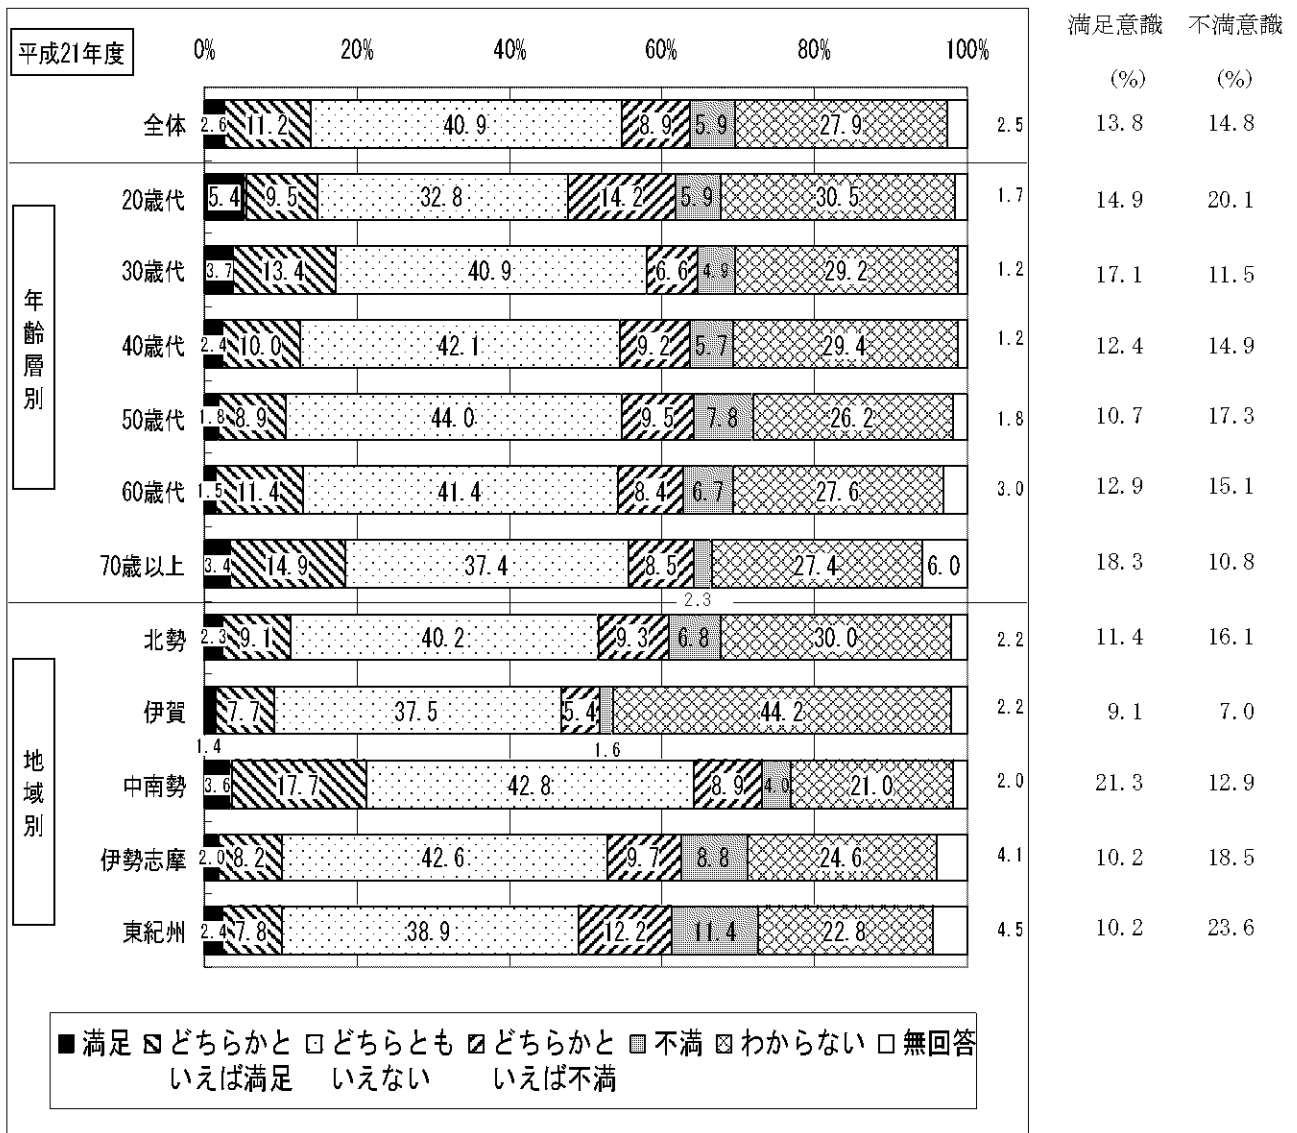 満足意識 不満意識
平成21年度 0% 20% 40% 60% 80% 100%
(%) (%)
全体 2.6 11.2 40.9 8.9 5.9 27.9 2.5 13.8 14.8
年齢層別
20歳代 5.4 9.5 32.8 14.2 5.9 30.5 1.7 14.9 20.1
30歳代 3.7 13.4 40.9 6.6 4.9 29.2 1.2 17.1 11.5
40歳代 2.4 10.0 42.1 9.2 5.7 29.4 1.2 12.4 14.9
50歳代 1.8 8.9 44.0 9.5 7.8 26.2 1.8 10.7 17.3
60歳代 1.5 11.4 41.4 8.4 6.7 27.6 3.0 12.9 15.1
70歳以上 3.4 14.9 37.4 8.5 27.4 6.0 18.3 10.8
2.3
地域別
北勢 2.3 9.1 40.2 9.3 6.8 30.0 2.2 11.4 16.1
伊賀 7.7 37.5 5.4 44.2 2.2 9.1 7.0
1.4 1.6
中南勢 3.6 17.7 42.8 8.9 4.0 21.0 2.0 21.3 12.9
伊勢志摩 2.0 8.2 42.6 9.7 8.8 24.6 4.1 10.2 18.5
東紀州 2.4 7.8 38.9 12.2 11.4 22.8 4.5 10.2 23.6
満足 どちらかと どちらとも どちらかと 不満 わからない 無回答
いえば満足 いえない いえば不満